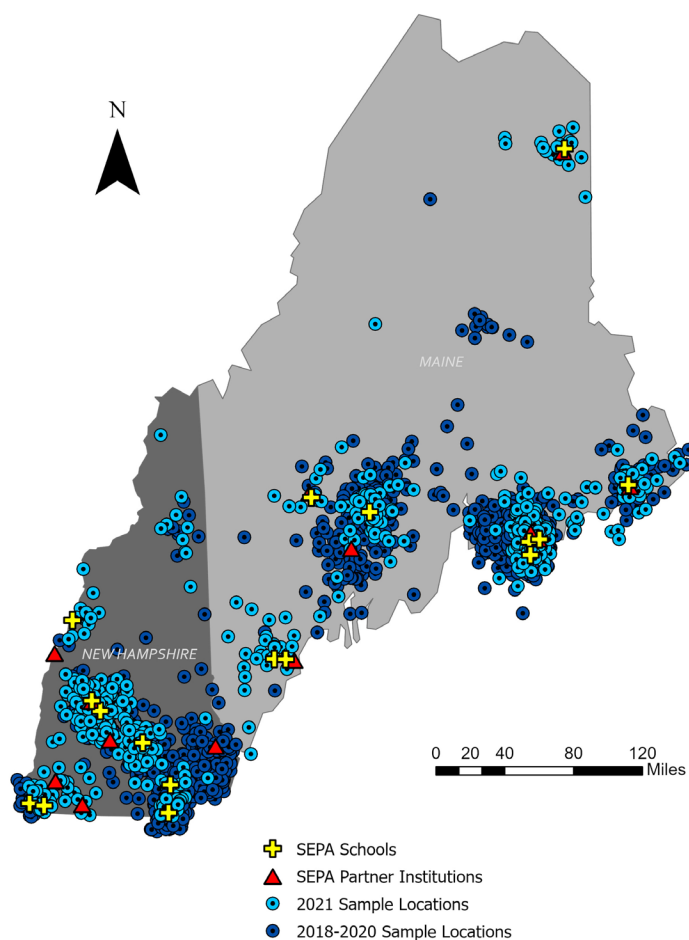 N
MAINE
NEW HAMPSHIRE
0 20 40 80 120
Miles
SEPA Schools
SEPA Partner Institutions
2021 Sample Locations
2018-2020 Sample Locations